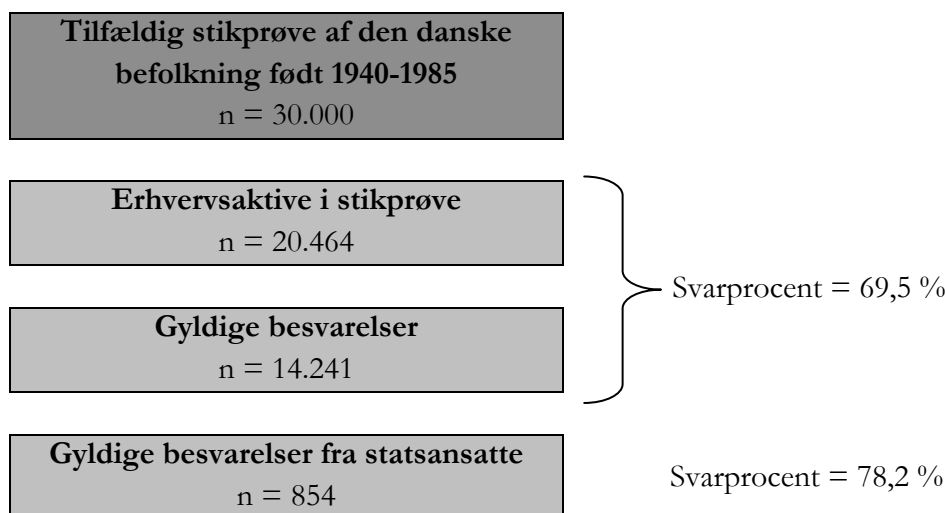 Tilfældig stikprøve af den danske
befolkning født 1940-1985
n = 30.000
Erhvervsaktive i stikprøve
n = 20.464
Svarprocent = 69,5 %
Gyldige besvarelser
n = 14.241
Gyldige besvarelser fra statsansatte
n = 854
Svarprocent = 78,2 %